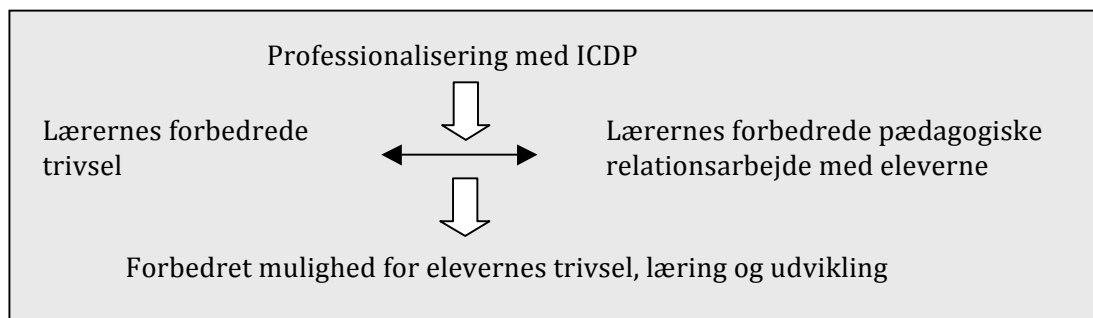 Professionalisering med ICDP
Lærernes forbedrede
trivsel
Lærernes forbedrede pædagogiske
relationsarbejde med eleverne
Forbedret mulighed for elevernes trivsel, læring og udvikling